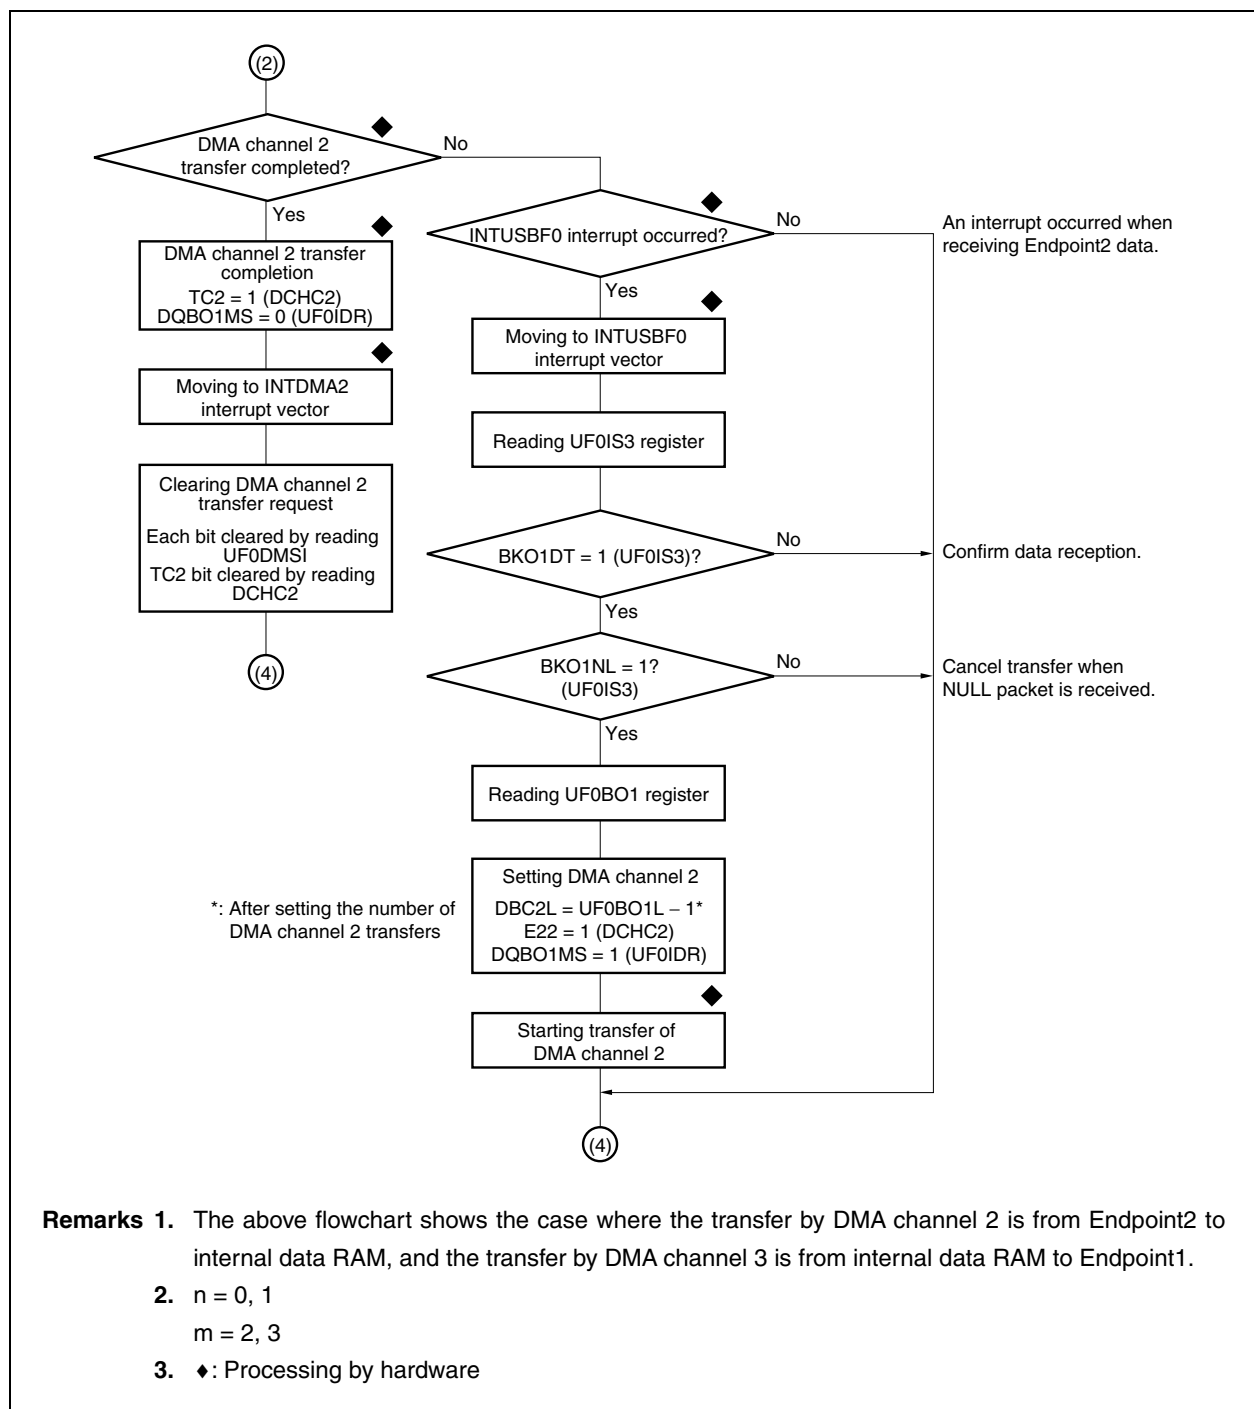 (2)
DMA channel 2
transfer completed?
No
Yes
DMA channel 2 transfer
completion
TC2 = 1 (DCHC2)
DQBO1MS = 0 (UF0IDR)
Moving to INTDMA2
interrupt vector
Clearing DMA channel 2
transfer request
Each bit cleared by reading
UF0DMSI
TC2 bit cleared by reading
DCHC2
(4)
INTUSBF0 interrupt occurred?
No
An interrupt occurred when
receiving Endpoint2 data.
Yes
Moving to INTUSBF0
interrupt vector
Reading UF0IS3 register
BKO1DT = 1 (UF0IS3)?
No
Confirm data reception.
Yes
BKO1NL = 1?
(UF0IS3)
No
Cancel transfer when
NULL packet is received.
Yes
Reading UF0BO1 register
Setting DMA channel 2
DBC2L = UF0BO1L – 1*
E22 = 1 (DCHC2)
DQBO1MS = 1 (UF0IDR)
*: After setting the number of
DMA channel 2 transfers
Starting transfer of
DMA channel 2
(4)
Remarks 1. The above flowchart shows the case where the transfer by DMA channel 2 is from Endpoint2 to
internal data RAM, and the transfer by DMA channel 3 is from internal data RAM to Endpoint1.
2. n = 0, 1
m = 2, 3
3. ♦: Processing by hardware